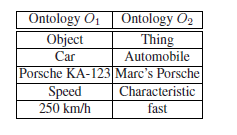 Ontology O₁ Ontology O₂
Object Thing
Car Automobile
Porsche KA-123 Marc's Porsche
Speed Characteristic
250 km/h fast